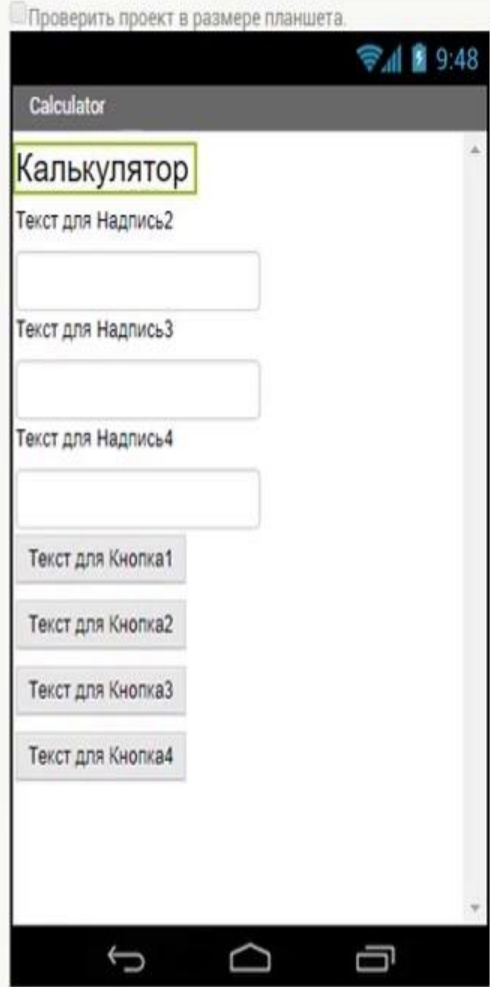 Проверить проект в размере планшета.
9:48
Calculator
Калькулятор
Текст для Надпись2
Текст для Надпись3
Текст для Надпись4
Текст для Кнопка1
Текст для Кнопка2
Текст для Кнопка3
Текст для Кнопка4